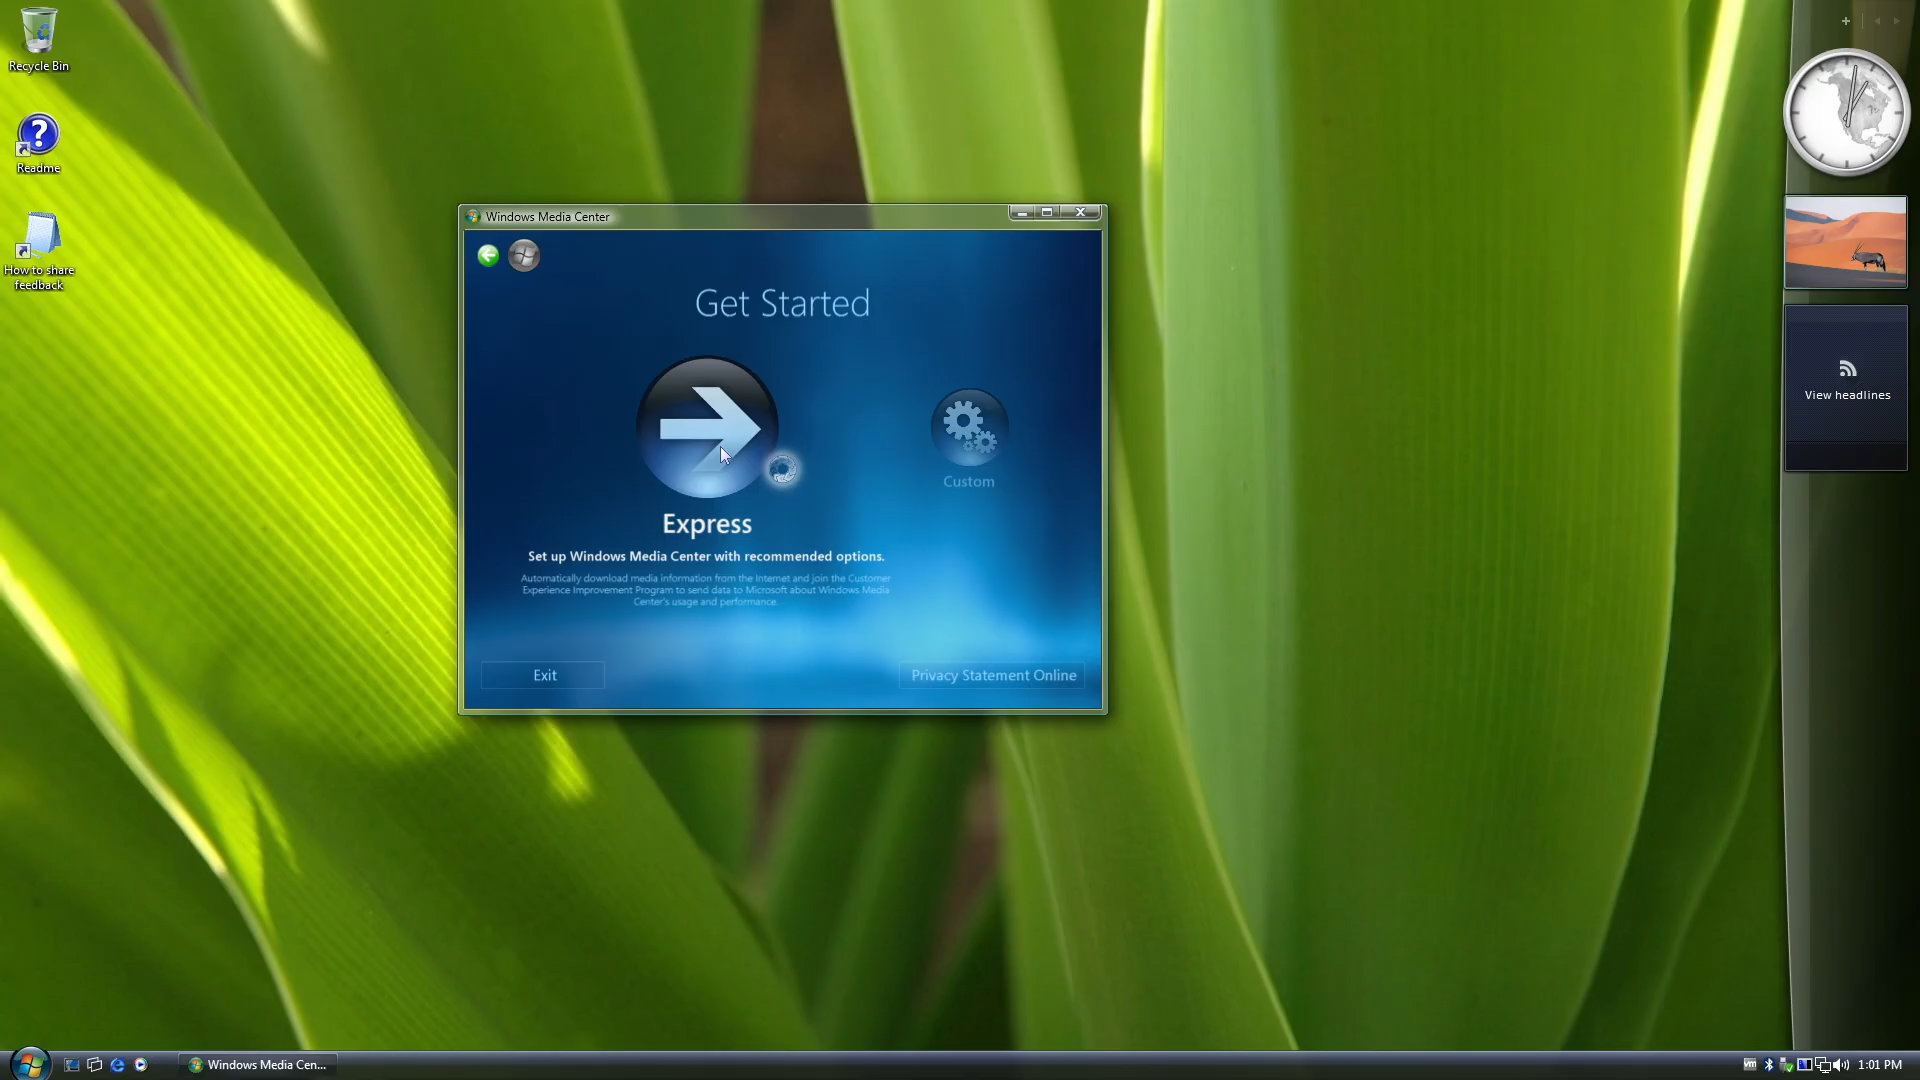 Recycle Bin
Readme
How to share
feedback
Windows Media Center
Get Started
Express
Custom
Set up Windows Media Center with recommended options.
Automatically download media information from the Internet and join the Customer
Experience Improvement Program to send data to Microsoft about Windows Media
Center's usage and performance.
Exit
Privacy Statement Online
View headlines
Windows Media Cen...
vm
1:01 PM